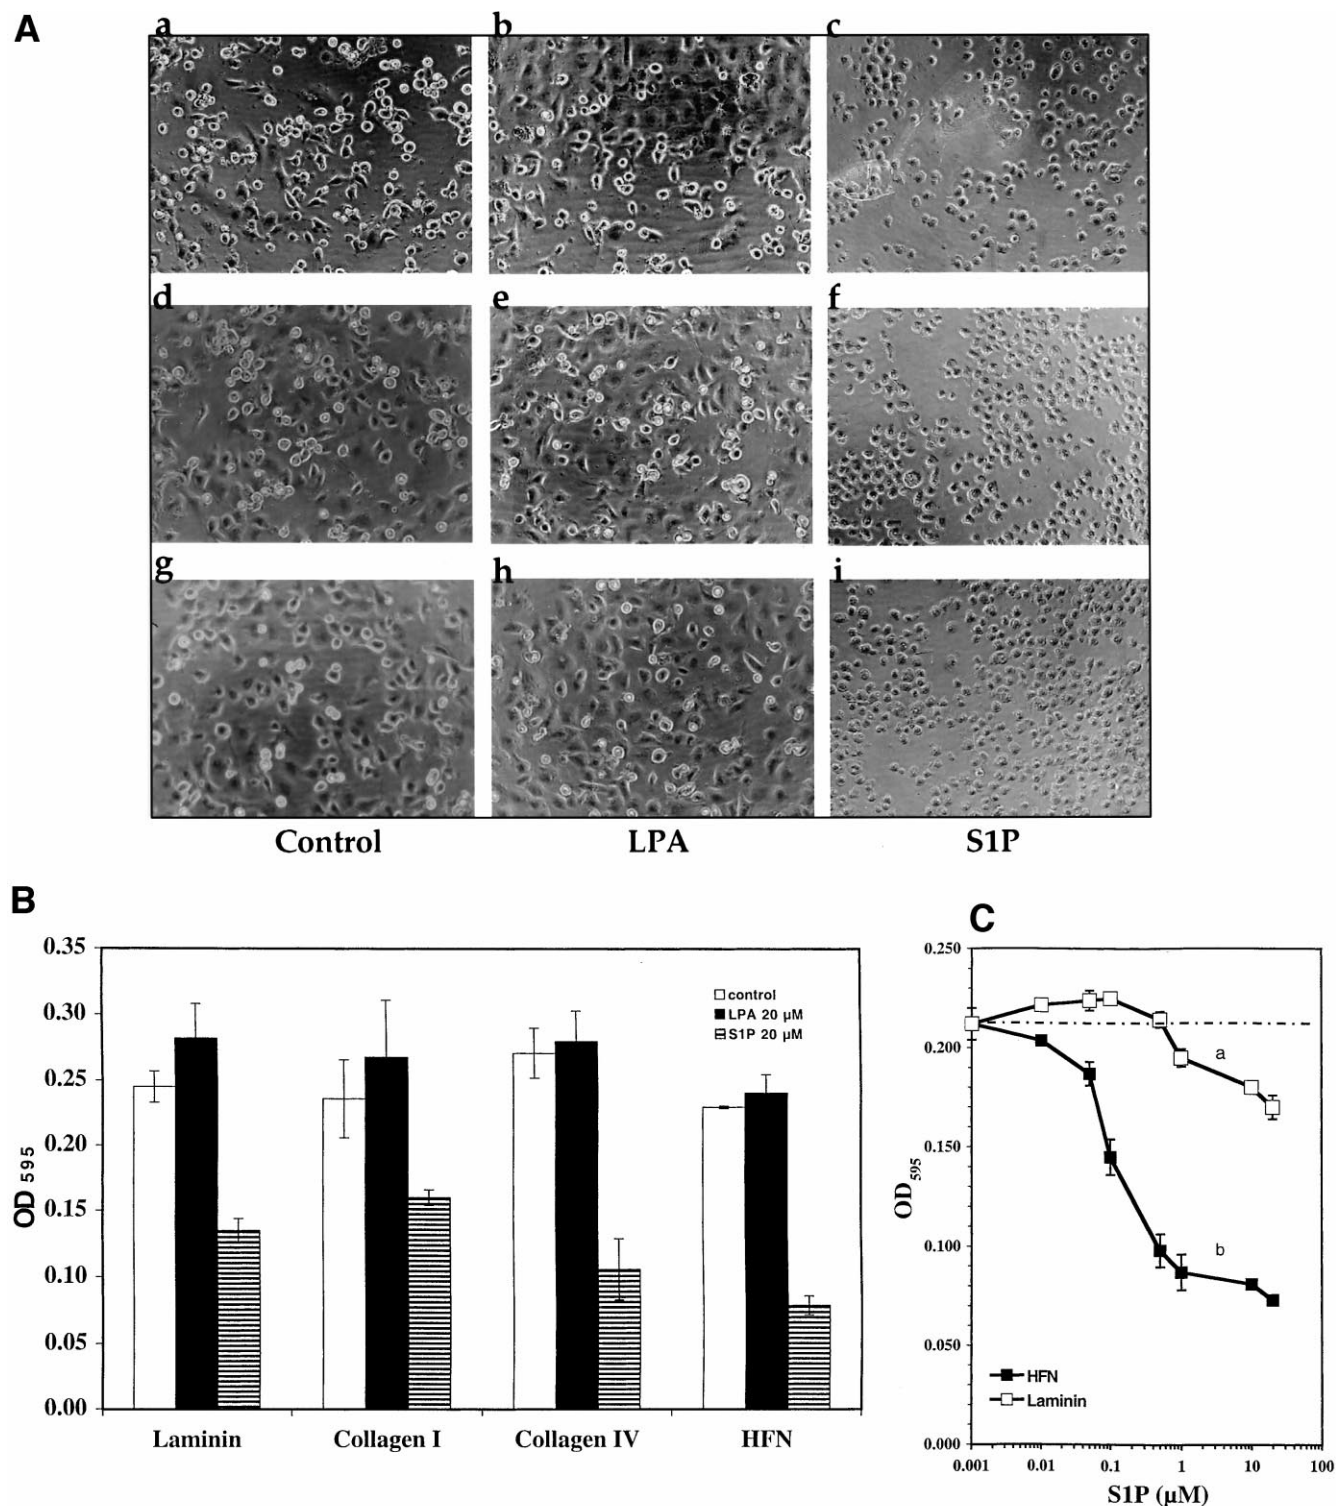 A
a b c
d e f
g h i
Control LPA S1P
B
0.35
0.30
0.25
0.20
0.15
0.10
0.05
0.00
OD 595
control
LPA 20 µM
S1P 20 µM
Laminin Collagen I Collagen IV HFN
C
0.250
0.200
0.150
0.100
0.050
0.000
OD595
a
b
HFN
Laminin
0.001 0.01 0.1 1 10 100
S1P (µM)